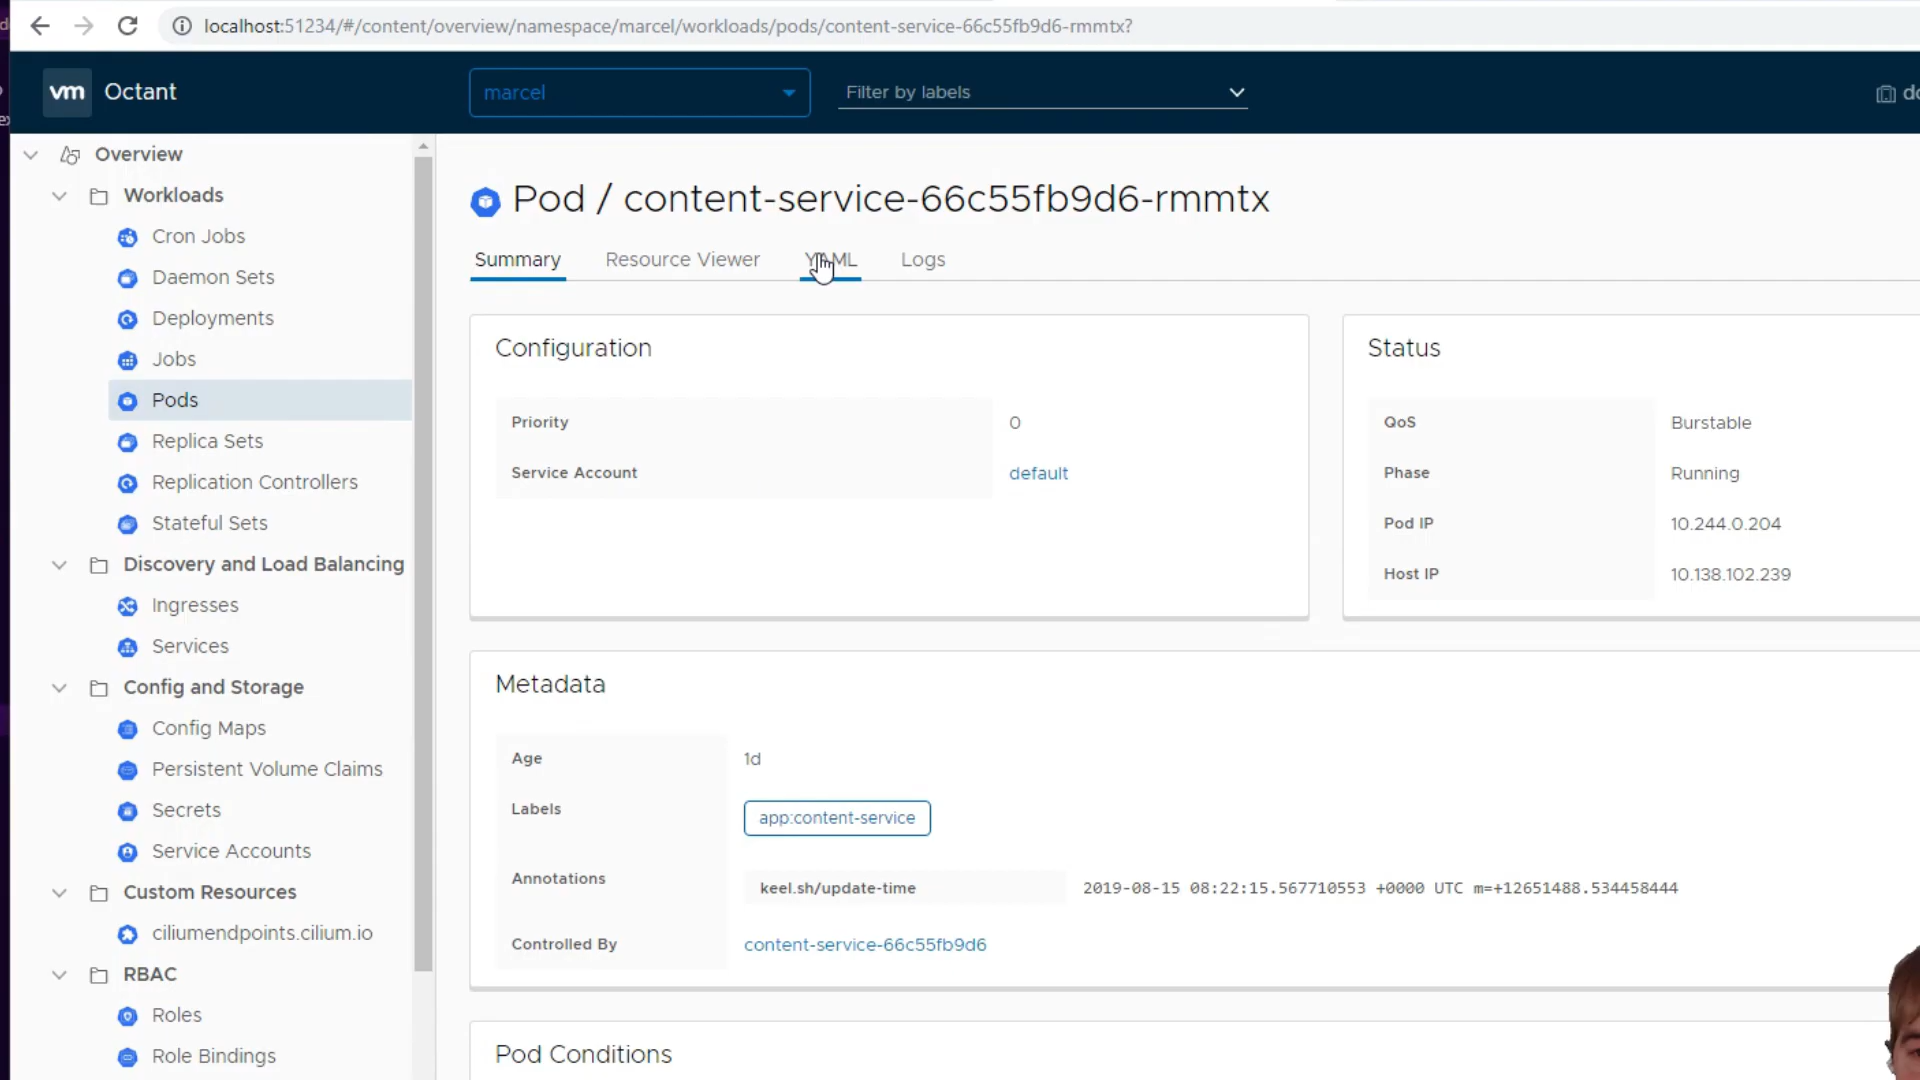 localhost:51234/#/content/overview/namespace/marcel/workloads/pods/content-service-66c55fb9d6-rmmtx?
vm Octant
marcel
Filter by labels
Overview
Workloads
Cron Jobs
Daemon Sets
Deployments
Jobs
Pods
Replica Sets
Replication Controllers
Stateful Sets
Discovery and Load Balancing
Ingresses
Services
Config and Storage
Config Maps
Persistent Volume Claims
Secrets
Service Accounts
Custom Resources
ciliumendpoints.cilium.io
RBAC
Roles
Role Bindings
Pod / content-service-66c55fb9d6-rmmtx
Summary Resource Viewer YAML Logs
Configuration
Priority 0
Service Account default
Status
QoS Burstable
Phase Running
Pod IP 10.244.0.204
Host IP 10.138.102.239
Metadata
Age 1d
Labels app:content-service
Annotations keel.sh/update-time 2019-08-15 08:22:15.567710553 +0000 UTC m=+12651488.534458444
Controlled By content-service-66c55fb9d6
Pod Conditions